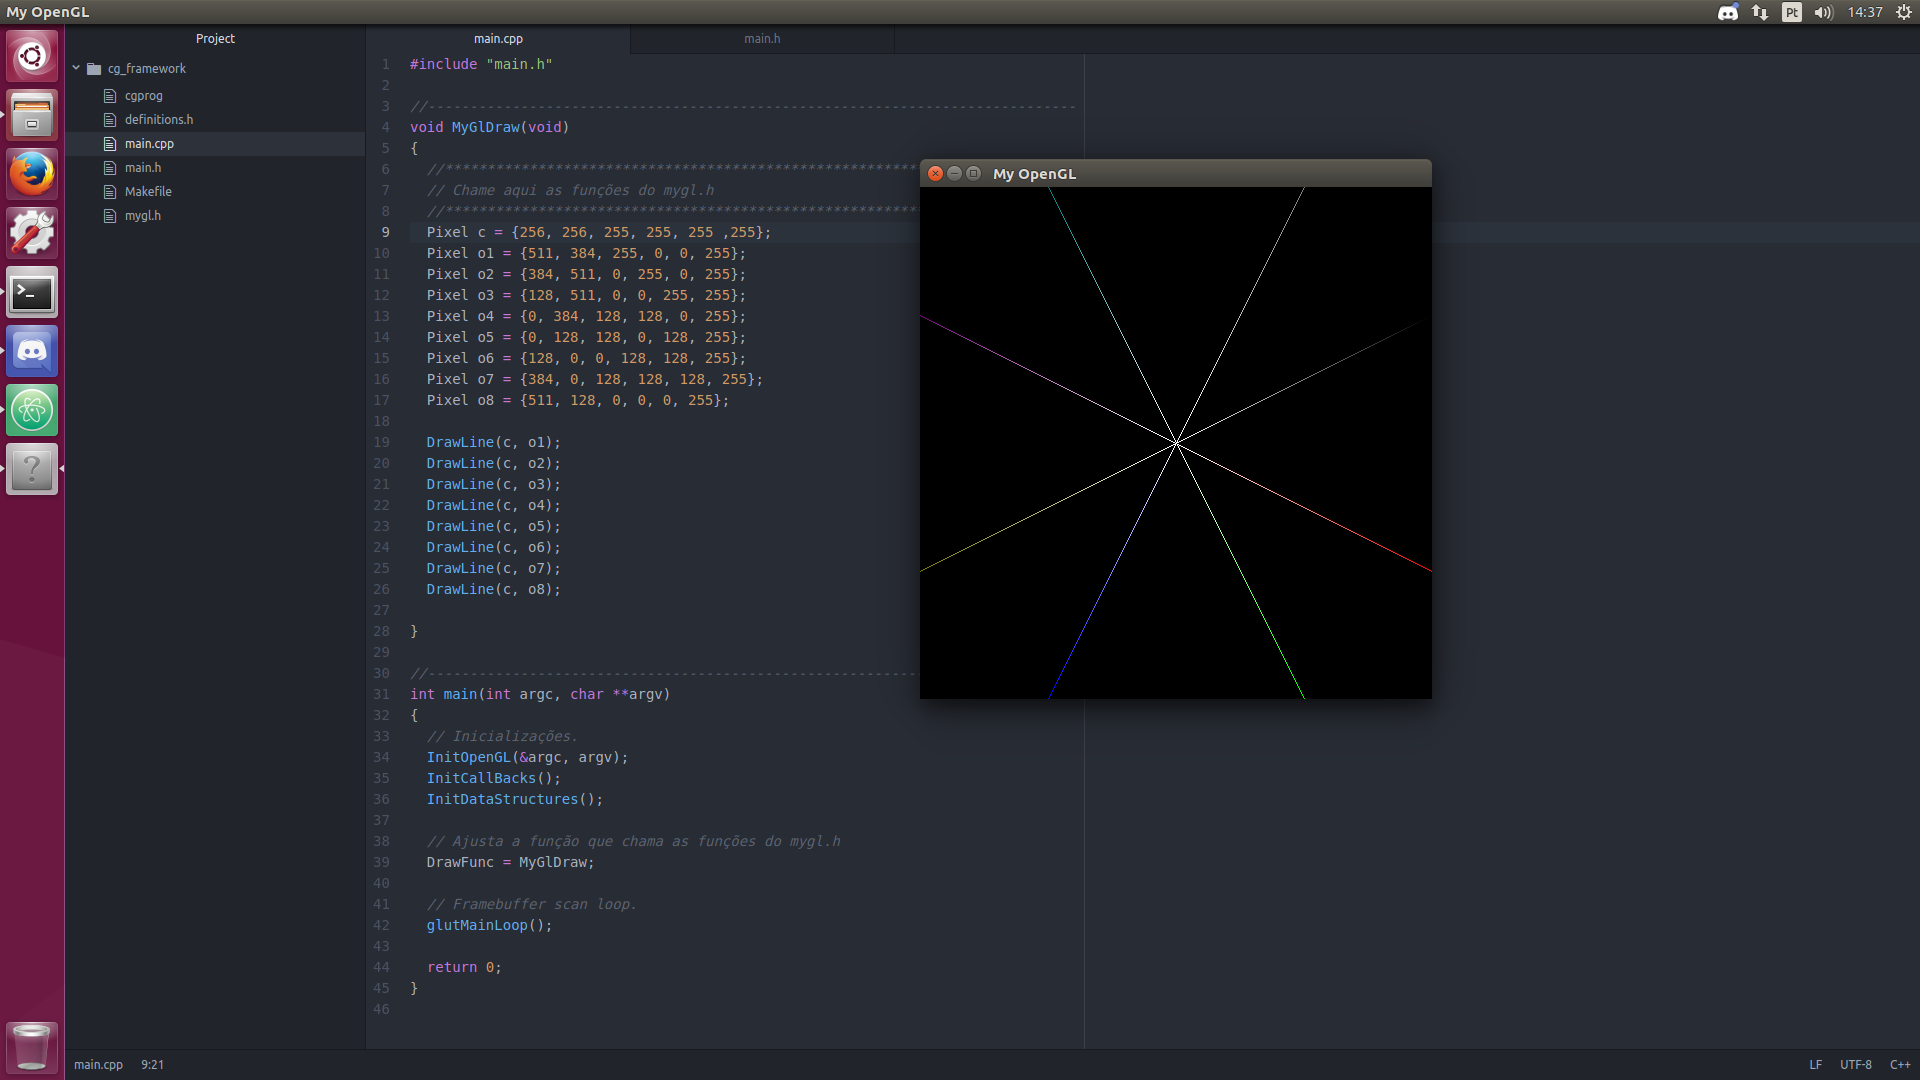 My OpenGL
Pt
14:37
Project
cg_framework
cgprog
definitions.h
main.cpp
main.h
Makefile
mygl.h
main.cpp
main.h
1 #include "main.h"
2
3 //-----------------------------------------------------------------------------
4 void MyGlDraw(void)
5 {
6 //********************************************************
7 // Chame aqui as funções do mygl.h
8 //********************************************************
9 Pixel c = {256, 256, 255, 255, 255 ,255};
10 Pixel o1 = {511, 384, 255, 0, 0, 255};
11 Pixel o2 = {384, 511, 0, 255, 0, 255};
12 Pixel o3 = {128, 511, 0, 0, 255, 255};
13 Pixel o4 = {0, 384, 128, 128, 0, 255};
14 Pixel o5 = {0, 128, 128, 0, 128, 255};
15 Pixel o6 = {128, 0, 0, 128, 128, 255};
16 Pixel o7 = {384, 0, 128, 128, 128, 255};
17 Pixel o8 = {511, 128, 0, 0, 0, 255};
18
19 DrawLine(c, o1);
20 DrawLine(c, o2);
21 DrawLine(c, o3);
22 DrawLine(c, o4);
23 DrawLine(c, o5);
24 DrawLine(c, o6);
25 DrawLine(c, o7);
26 DrawLine(c, o8);
27
28 }
29
30 //----------------------------------------------------------
31 int main(int argc, char **argv)
32 {
33 // Inicializações.
34 InitOpenGL(&argc, argv);
35 InitCallBacks();
36 InitDataStructures();
37
38 // Ajusta a função que chama as funções do mygl.h
39 DrawFunc = MyGlDraw;
40
41 // Framebuffer scan loop.
42 glutMainLoop();
43
44 return 0;
45 }
46
My OpenGL
main.cpp 9:21
LF UTF-8 C++